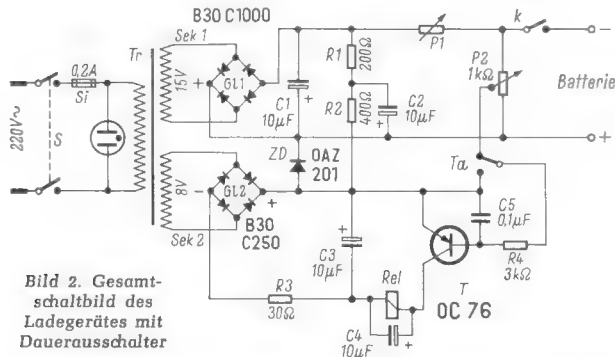 B30 C1000
Sek 1
Tr
0,2A
Si
220V~
S
15V
+
Gl1
C1
10µF
+
R1
200Ω
R2
400Ω
C2
10µF
+
P1
k
−
P2
1kΩ
Batterie
+
ZD
OAZ
201
8V
−
Gl2
+
Sek 2
B30
C250
C3
10µF
+
Ta
C5
0,1µF
R4
3kΩ
T
OC 76
R3
30Ω
Rel
C4
10µF
+
Bild 2. Gesamt-
schaltbild des
Ladegerätes mit
Dauerausschalter